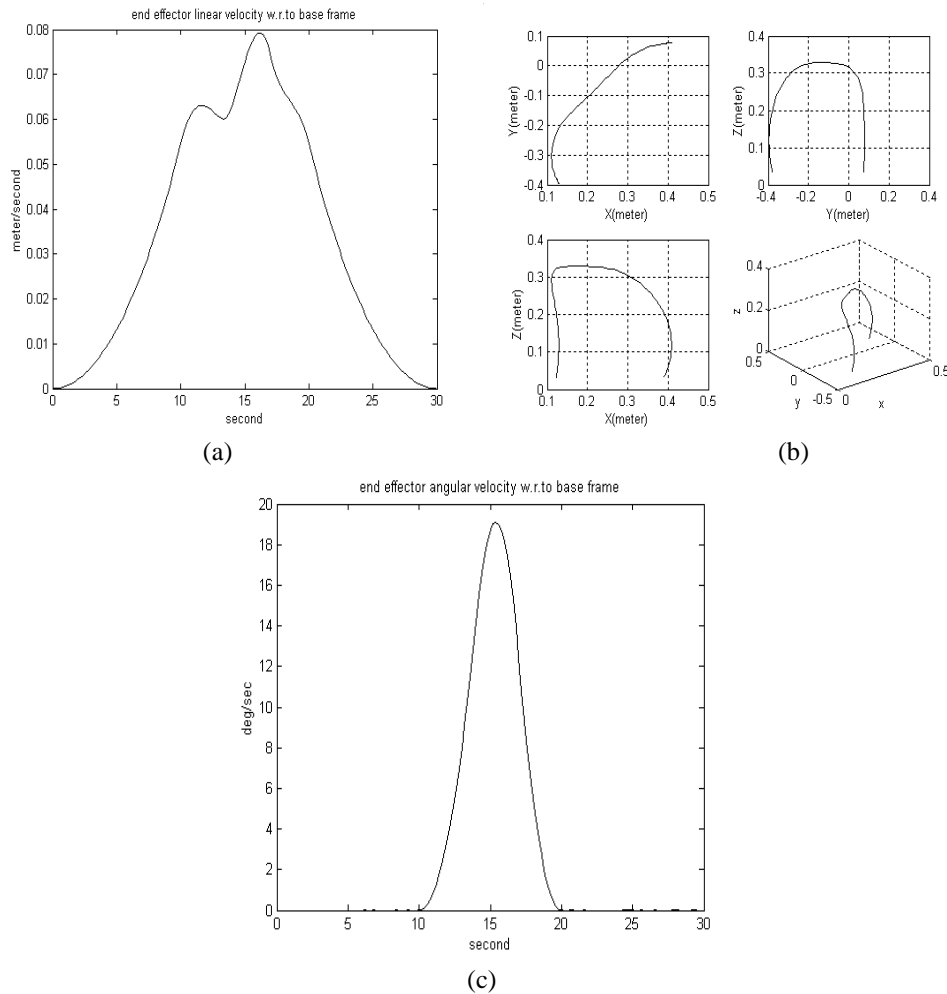 end effector linear velocity w.r.to base frame
0.08
0.07
0.06
0.05
0.04
0.03
0.02
0.01
0
meter/second
0 5 10 15 20 25 30
second
(a)
0.1
0
-0.1
-0.2
-0.3
-0.4
Y(meter)
0.1 0.2 0.3 0.4 0.5
X(meter)
0.4
0.3
0.2
0.1
0
Z(meter)
-0.4 -0.2 0 0.2 0.4
Y(meter)
0.4
0.3
0.2
0.1
0
Z(meter)
0.1 0.2 0.3 0.4 0.5
X(meter)
0.4
0.2
0
z
0.5
0
-0.5
y
0
0.5
x
(b)
end effector angular velocity w.r.to base frame
20
18
16
14
12
10
8
6
4
2
0
deg/sec
0 5 10 15 20 25 30
second
(c)